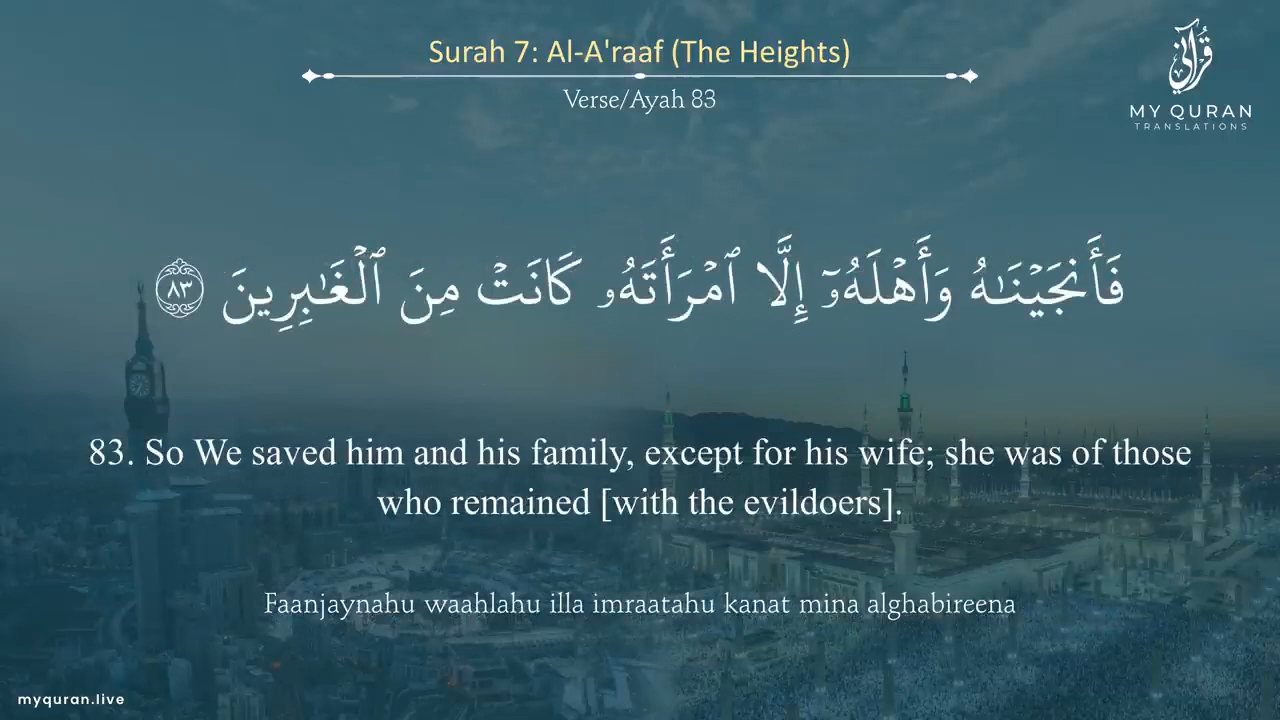 Surah 7: Al-A'raaf (The Heights)
Verse/Ayah 83
قرآني
MY QURAN
TRANSLATIONS
فَأَنجَيْنَـٰهُ وَأَهْلَهُۥٓ إِلَّا ٱمْرَأَتَهُۥ كَانَتْ مِنَ ٱلْغَـٰبِرِينَ ٨٣
83. So We saved him and his family, except for his wife; she was of those
who remained [with the evildoers].
Faanjaynahu waahlahu illa imraatahu kanat mina alghabireena
myquran.live